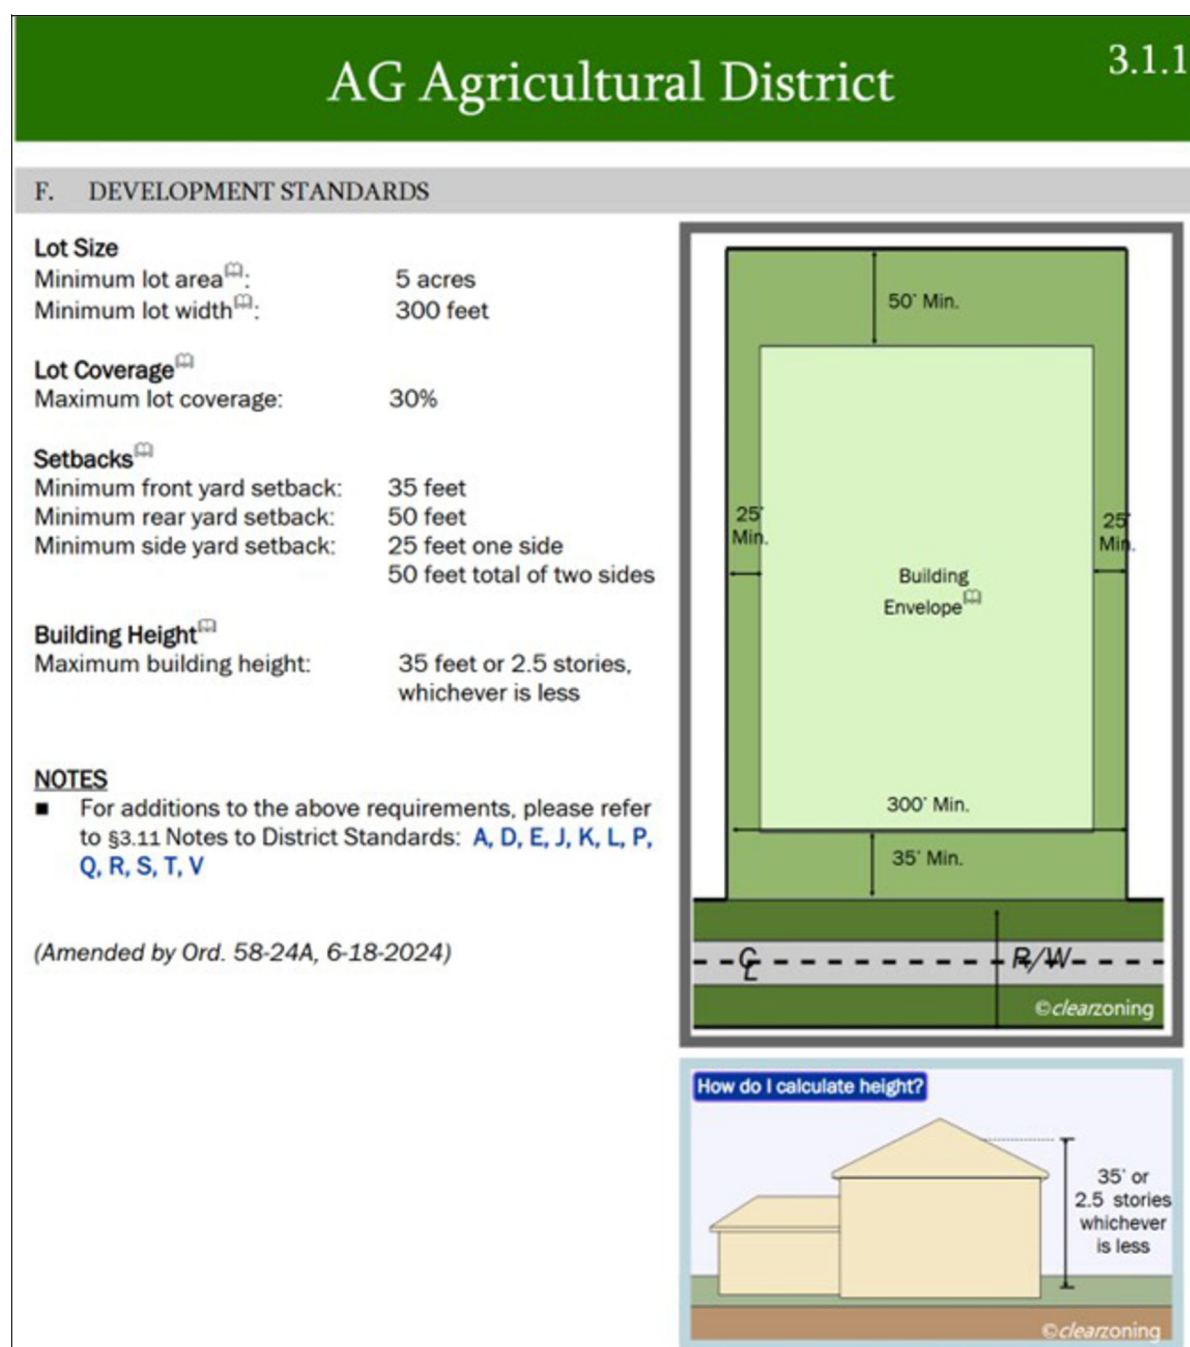 AG Agricultural District
3.1.1
F. DEVELOPMENT STANDARDS
Lot Size
Minimum lot area: 5 acres
Minimum lot width: 300 feet
Lot Coverage
Maximum lot coverage: 30%
Setbacks
Minimum front yard setback: 35 feet
Minimum rear yard setback: 50 feet
Minimum side yard setback: 25 feet one side
50 feet total of two sides
Building Height
Maximum building height: 35 feet or 2.5 stories,
whichever is less
NOTES
■ For additions to the above requirements, please refer
to §3.11 Notes to District Standards: A, D, E, J, K, L, P,
Q, R, S, T, V
(Amended by Ord. 58-24A, 6-18-2024)
50' Min.
25'
Min.
25'
Min.
Building
Envelope
300' Min.
35' Min.
CL
R/W
©clearzoning
How do I calculate height?
35' or
2.5 stories
whichever
is less
©clearzoning